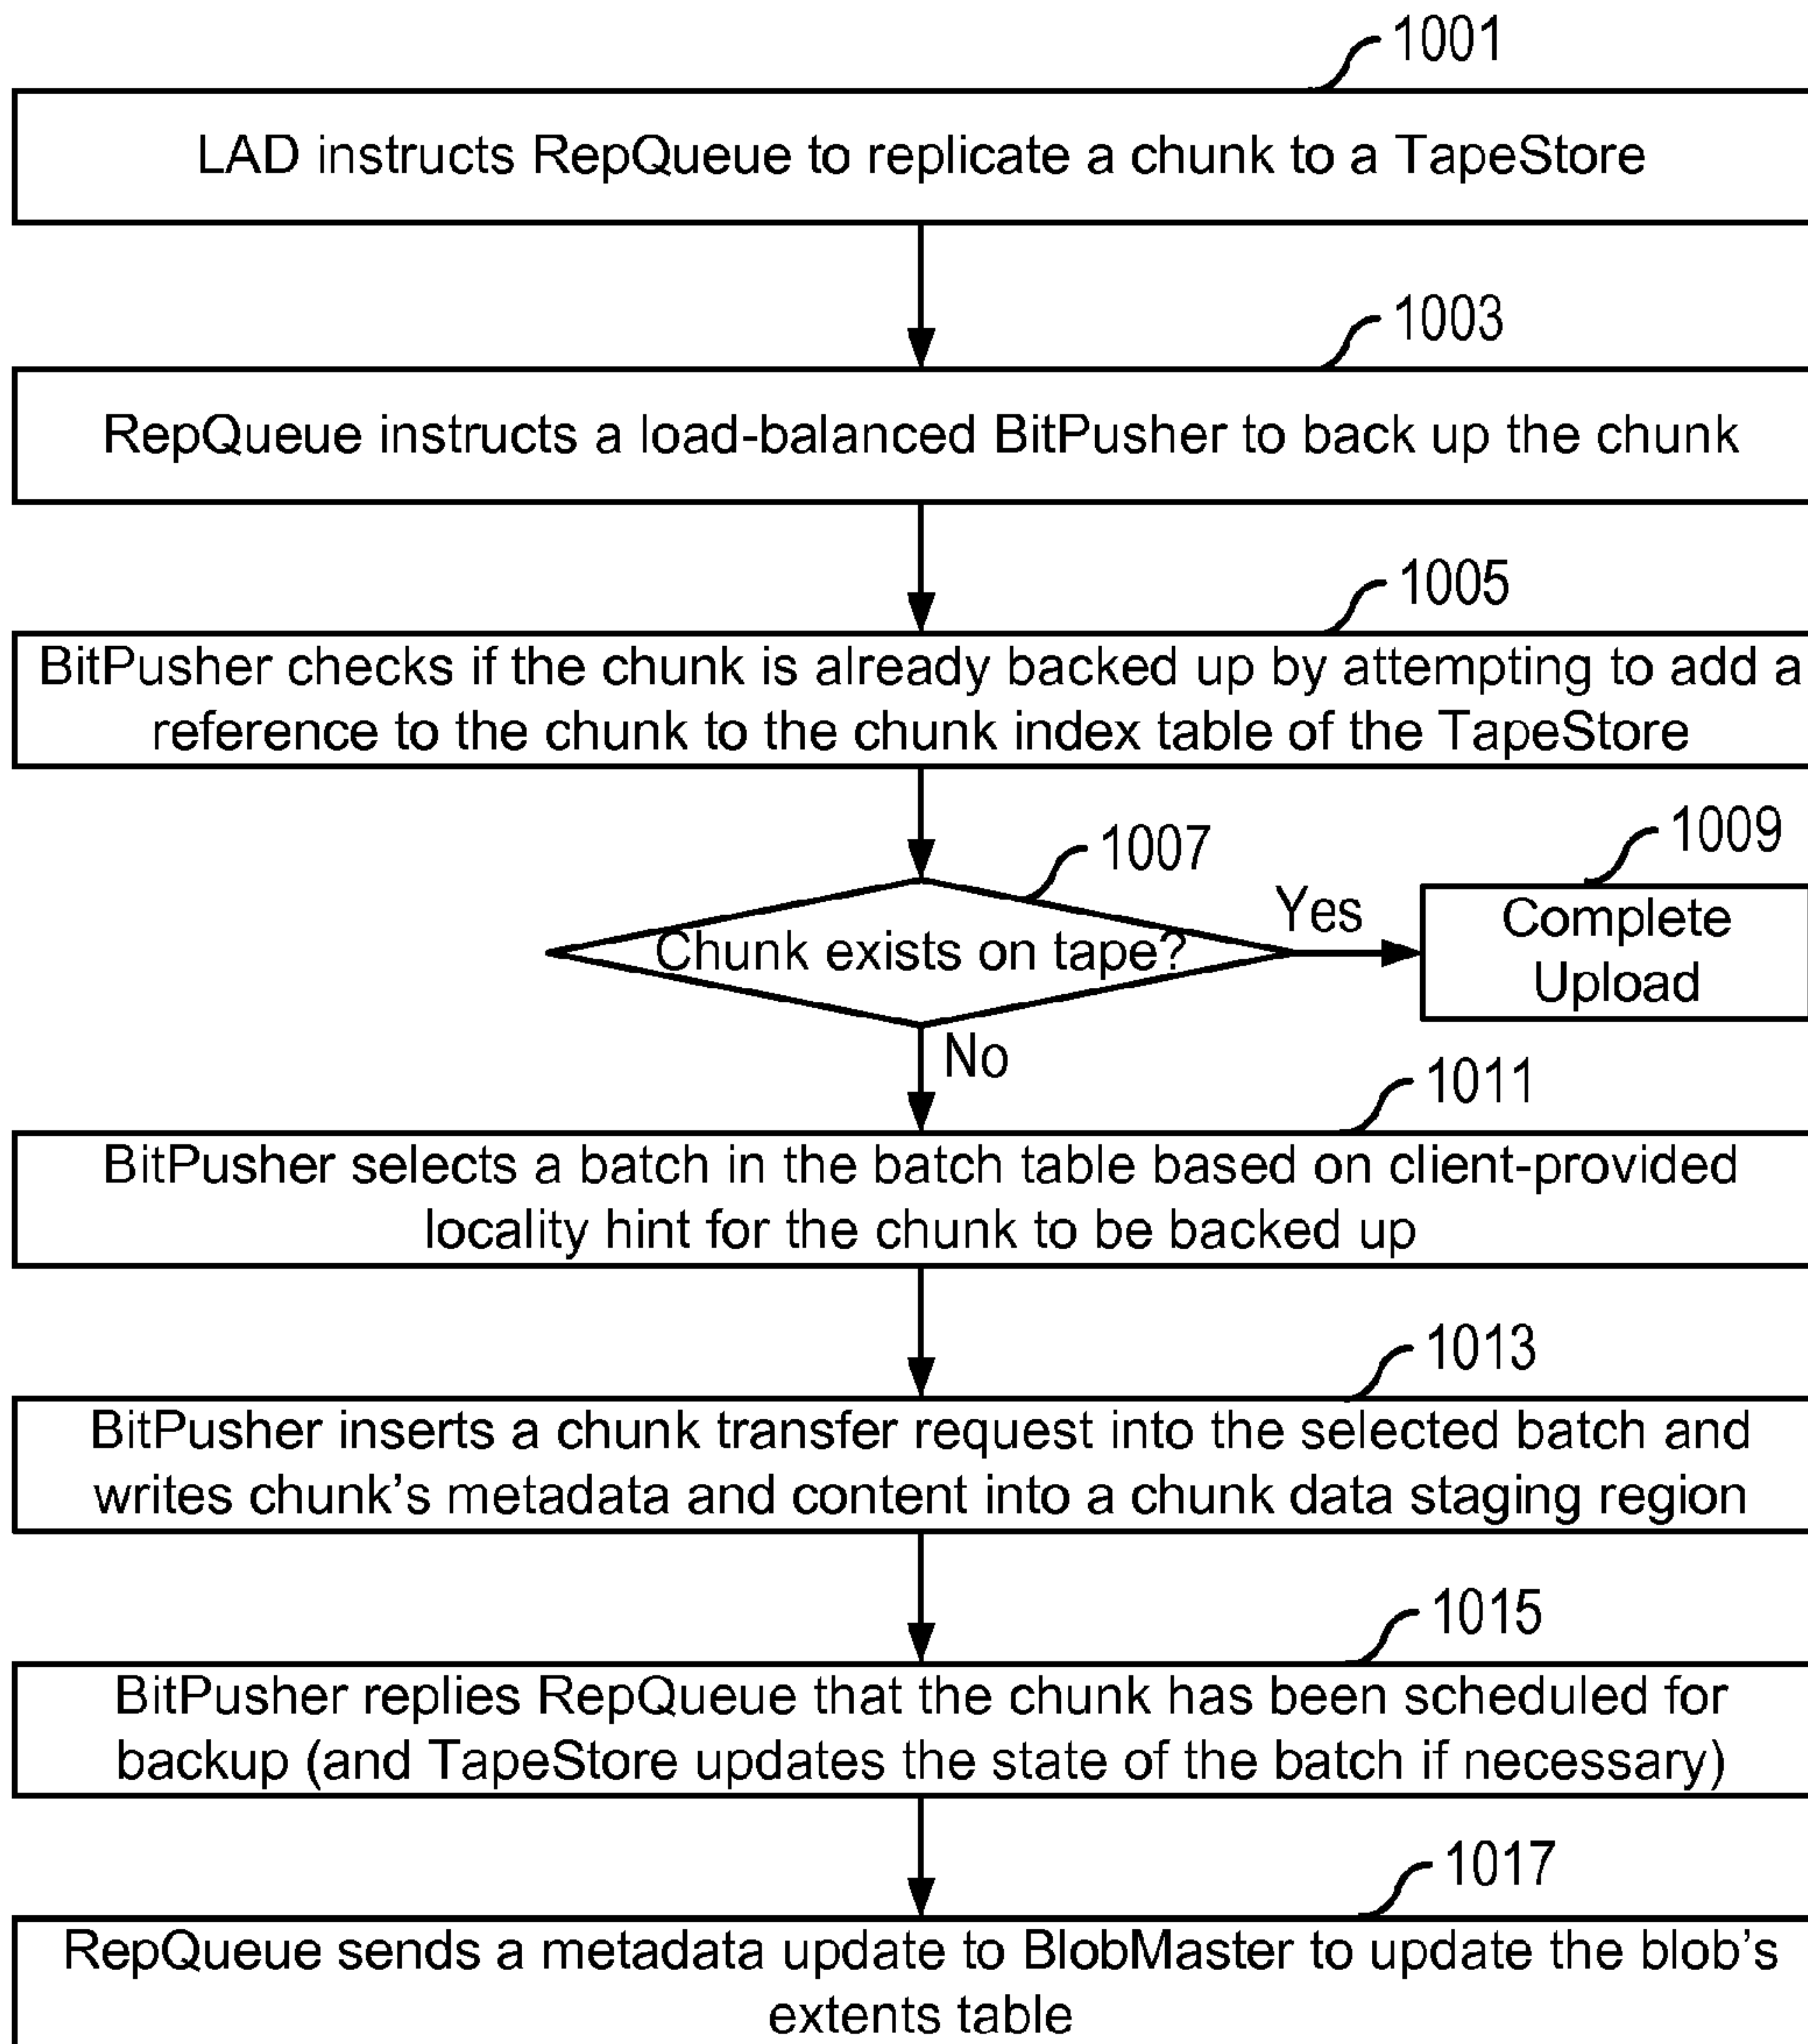 1001
LAD instructs RepQueue to replicate a chunk to a TapeStore
1003
RepQueue instructs a load-balanced BitPusher to back up the chunk
1005
BitPusher checks if the chunk is already backed up by attempting to add a
reference to the chunk to the chunk index table of the TapeStore
1007
Chunk exists on tape?
Yes
1009
Complete
Upload
No
1011
BitPusher selects a batch in the batch table based on client-provided
locality hint for the chunk to be backed up
1013
BitPusher inserts a chunk transfer request into the selected batch and
writes chunk’s metadata and content into a chunk data staging region
1015
BitPusher replies RepQueue that the chunk has been scheduled for
backup (and TapeStore updates the state of the batch if necessary)
1017
RepQueue sends a metadata update to BlobMaster to update the blob’s
extents table